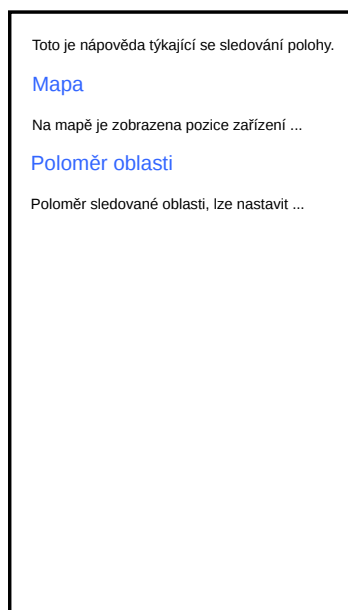 Toto je nápověda týkající se sledování polohy.
Mapa
Na mapě je zobrazena pozice zařízení ...
Poloměr oblasti
Poloměr sledované oblasti, lze nastavit ...